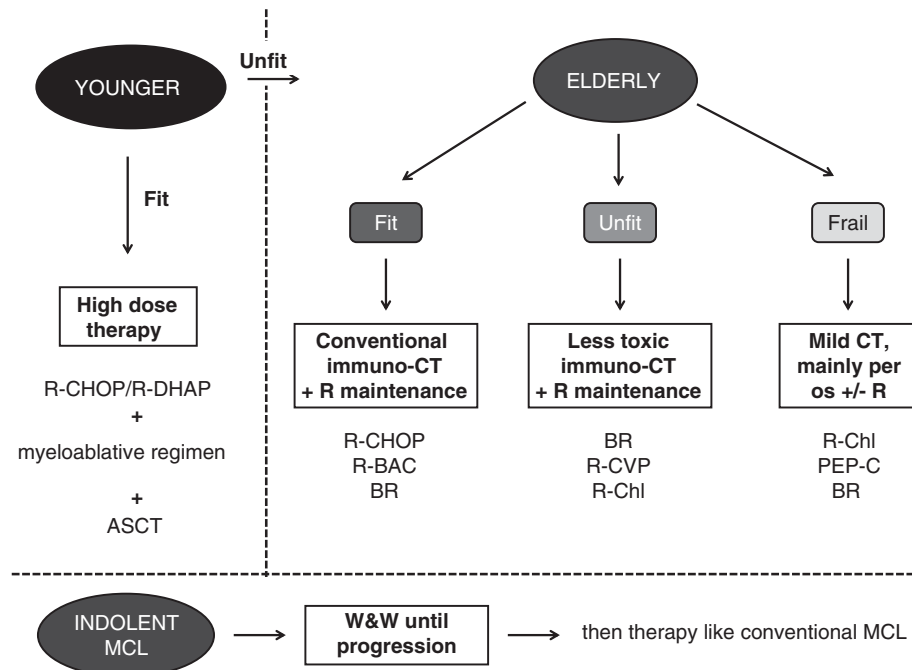 YOUNGER
Unfit
Fit
High dose
therapy
R-CHOP/R-DHAP
+
myeloablative regimen
+
ASCT
ELDERLY
Fit
Conventional
immuno-CT
+ R maintenance
R-CHOP
R-BAC
BR
Unfit
Less toxic
immuno-CT
+ R maintenance
BR
R-CVP
R-Chl
Frail
Mild CT,
mainly per
os +/- R
R-Chl
PEP-C
BR
INDOLENT
MCL
W&W until
progression
then therapy like conventional MCL